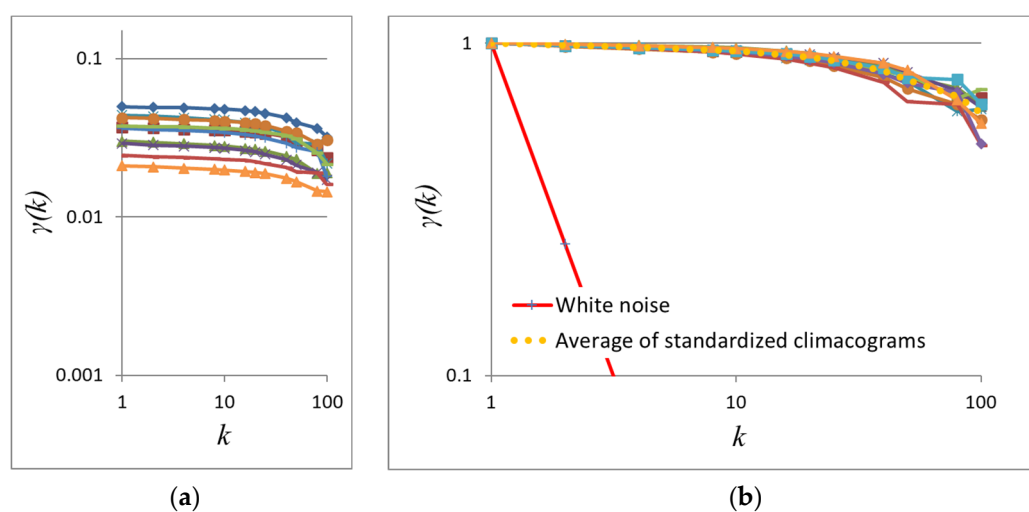 0.1
0.01
0.001
γ(k)
1 10 100
k
(a)
1
0.1
γ(k)
White noise
Average of standardized climacograms
1 10 100
k
(b)